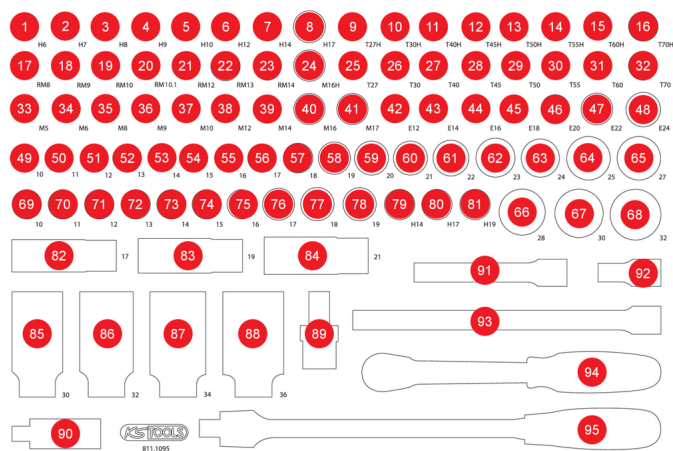 1 2 3 4 5 6 7 8 9 10 11 12 13 14 15 16
H6 H7 H8 H9 H10 H12 H14 H17 T27H T30H T40H T45H T50H T55H T60H T70H
17 18 19 20 21 22 23 24 25 26 27 28 29 30 31 32
RM8 RM9 RM10 RM10.1 RM12 RM13 RM14 M16H T27 T30 T40 T45 T50 T55 T60 T70
33 34 35 36 37 38 39 40 41 42 43 44 45 46 47 48
M5 M6 M8 M9 M10 M12 M14 M16 M17 E12 E14 E16 E18 E20 E22 E24
49 50 51 52 53 54 55 56 57 58 59 60 61 62 63 64 65
10 11 12 13 14 15 16 17 18 19 20 21 22 23 24 25 27
69 70 71 72 73 74 75 76 77 78 79 80 81 66 67 68
10 11 12 13 14 15 16 17 18 19 H14 H17 H19 28 30 32
82 17 83 19 84 21
91 92
93
85 86 87 88 89
94
30 32 34 36
90 KS TOOLS 95
811.1095